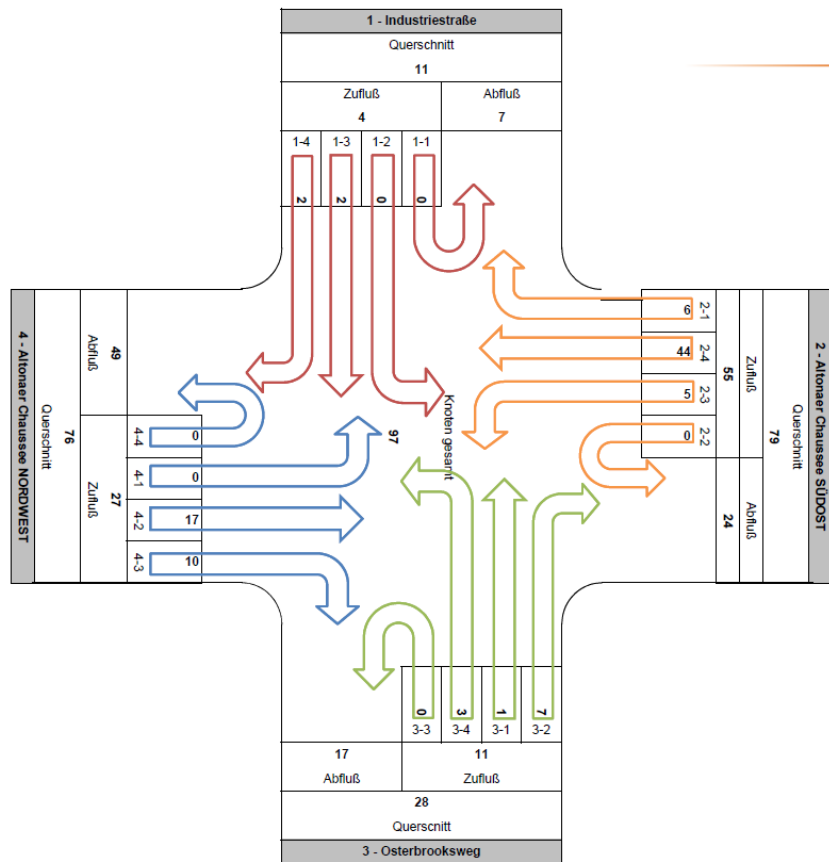 1 - Industriestraße
Querschnitt
11
Zufluß
Abfluß
4
7
1-4
1-3
1-2
1-1
2
2
0
0
4 - Altonaer Chaussee NORDWEST
Querschnitt
76
Abfluß
49
Zufluß
27
4-4
0
4-1
0
4-2
17
4-3
10
Knoten gesamt
97
6
2-1
44
2-4
5
2-3
0
2-2
55
Zufluß
24
Abfluß
79
Querschnitt
2 - Altonaer Chaussee SÜDOST
0
3
1
7
3-3
3-4
3-1
3-2
17
11
Abfluß
Zufluß
28
Querscnitt
3 - Osterbrooksweg